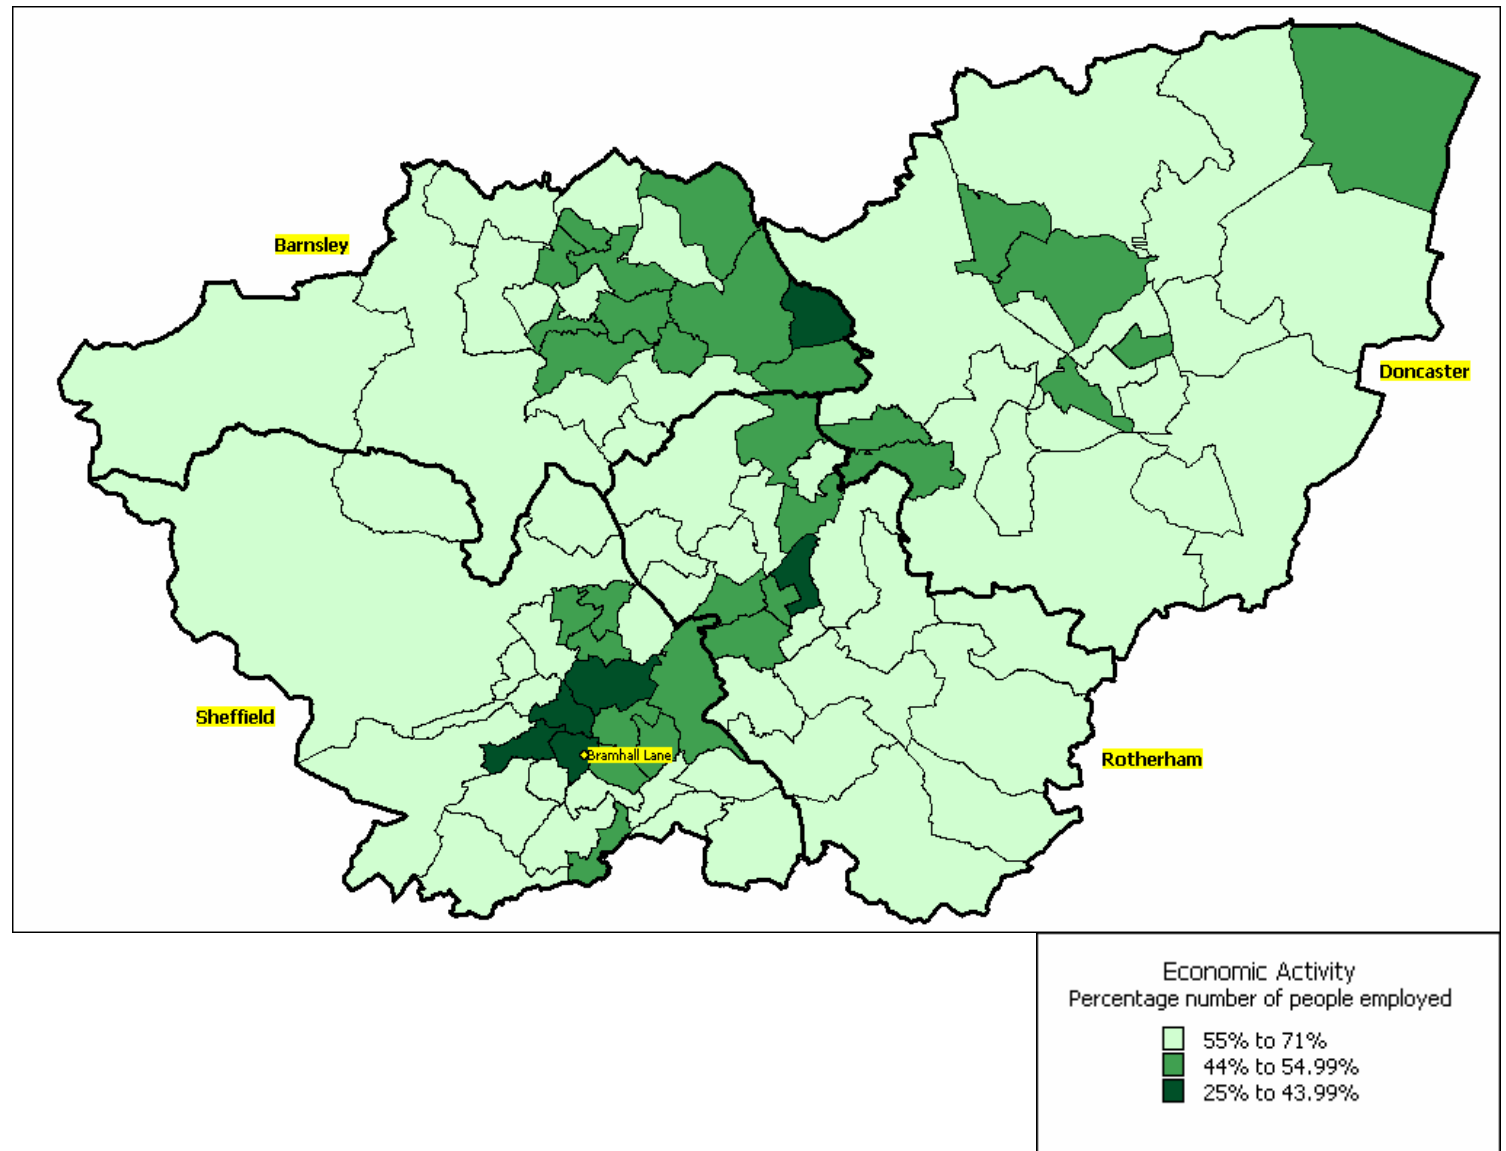 Barnsley
Doncaster
Sheffield
Bramhall Lane
Rotherham
Economic Activity
Percentage number of people employed
55% to 71%
44% to 54.99%
25% to 43.99%